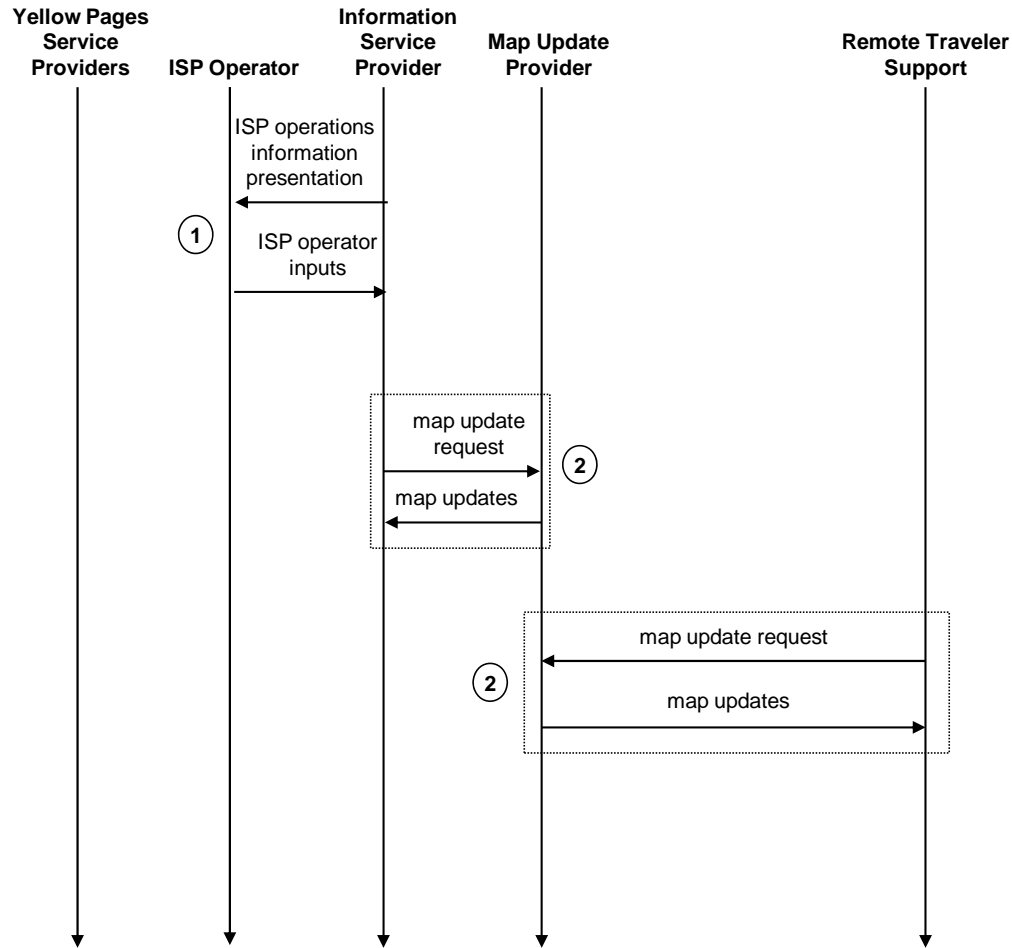 Yellow Pages
Service
Providers
ISP Operator
Information
Service
Provider
Map Update
Provider
Remote Traveler
Support
ISP operations
information
presentation
1
ISP operator
inputs
map update
request
2
map updates
map update request
2
map updates